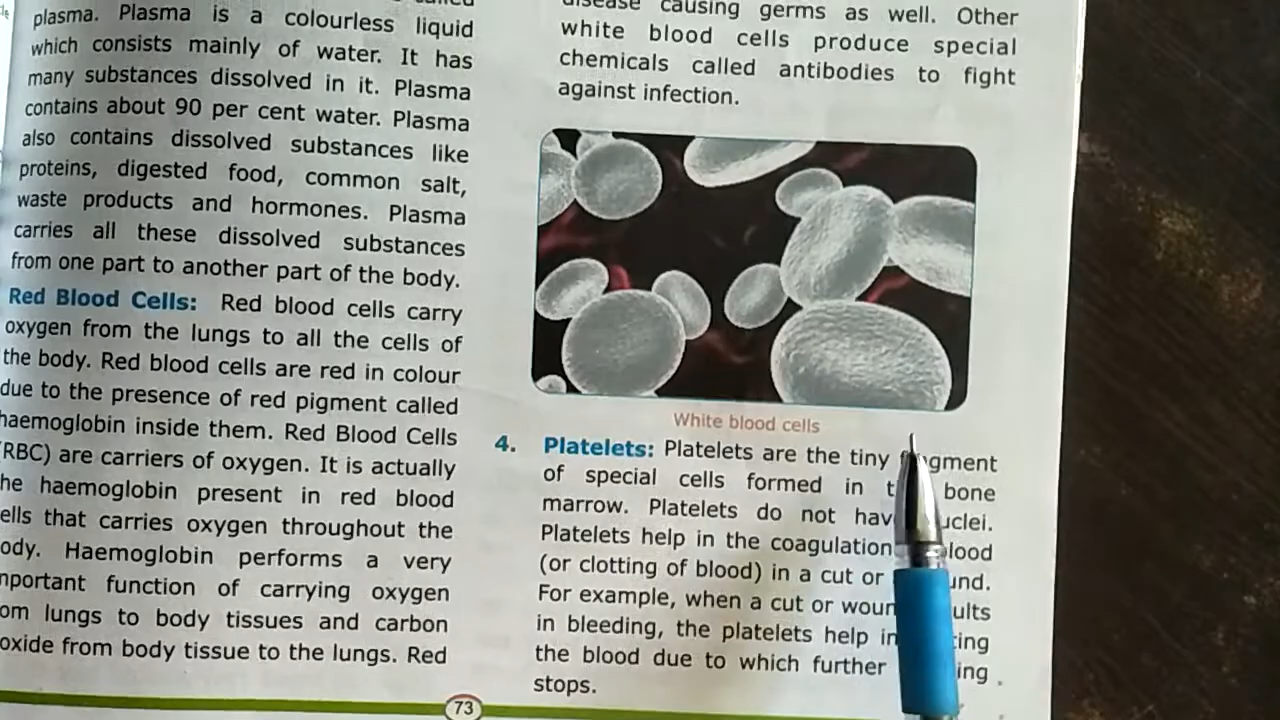 plasma. Plasma is a colourless liquid
which consists mainly of water. It has
many substances dissolved in it. Plasma
contains about 90 per cent water. Plasma
also contains dissolved substances like
proteins, digested food, common salt,
waste products and hormones. Plasma
carries all these dissolved substances
from one part to another part of the body.
Red Blood Cells: Red blood cells carry
oxygen from the lungs to all the cells of
the body. Red blood cells are red in colour
due to the presence of red pigment called
haemoglobin inside them. Red Blood Cells
(RBC) are carriers of oxygen. It is actually
he haemoglobin present in red blood
ells that carries oxygen throughout the
ody. Haemoglobin performs a very
mportant function of carrying oxygen
om lungs to body tissues and carbon
oxide from body tissue to the lungs. Red
73
disease causing germs as well. Other
white blood cells produce special
chemicals called antibodies to fight
against infection.
White blood cells
4. Platelets: Platelets are the tiny
of special cells formed in bone
marrow. Platelets do not
Platelets help in the coagulation
(or clotting of blood) in a cut or
For example, when a cut or
in bleeding, the platelets help in
the blood due to which further
stops.